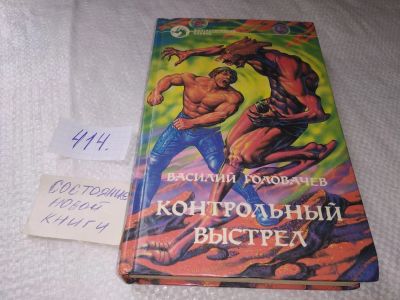 ВАСИЛИЙ ГОЛОВАЧЕВ
КОНТРОЛЬНЫЙ
ВЫСТРЕЛ
414.
СОСТОЯНИЕ
НОВОЙ
КНИГИ